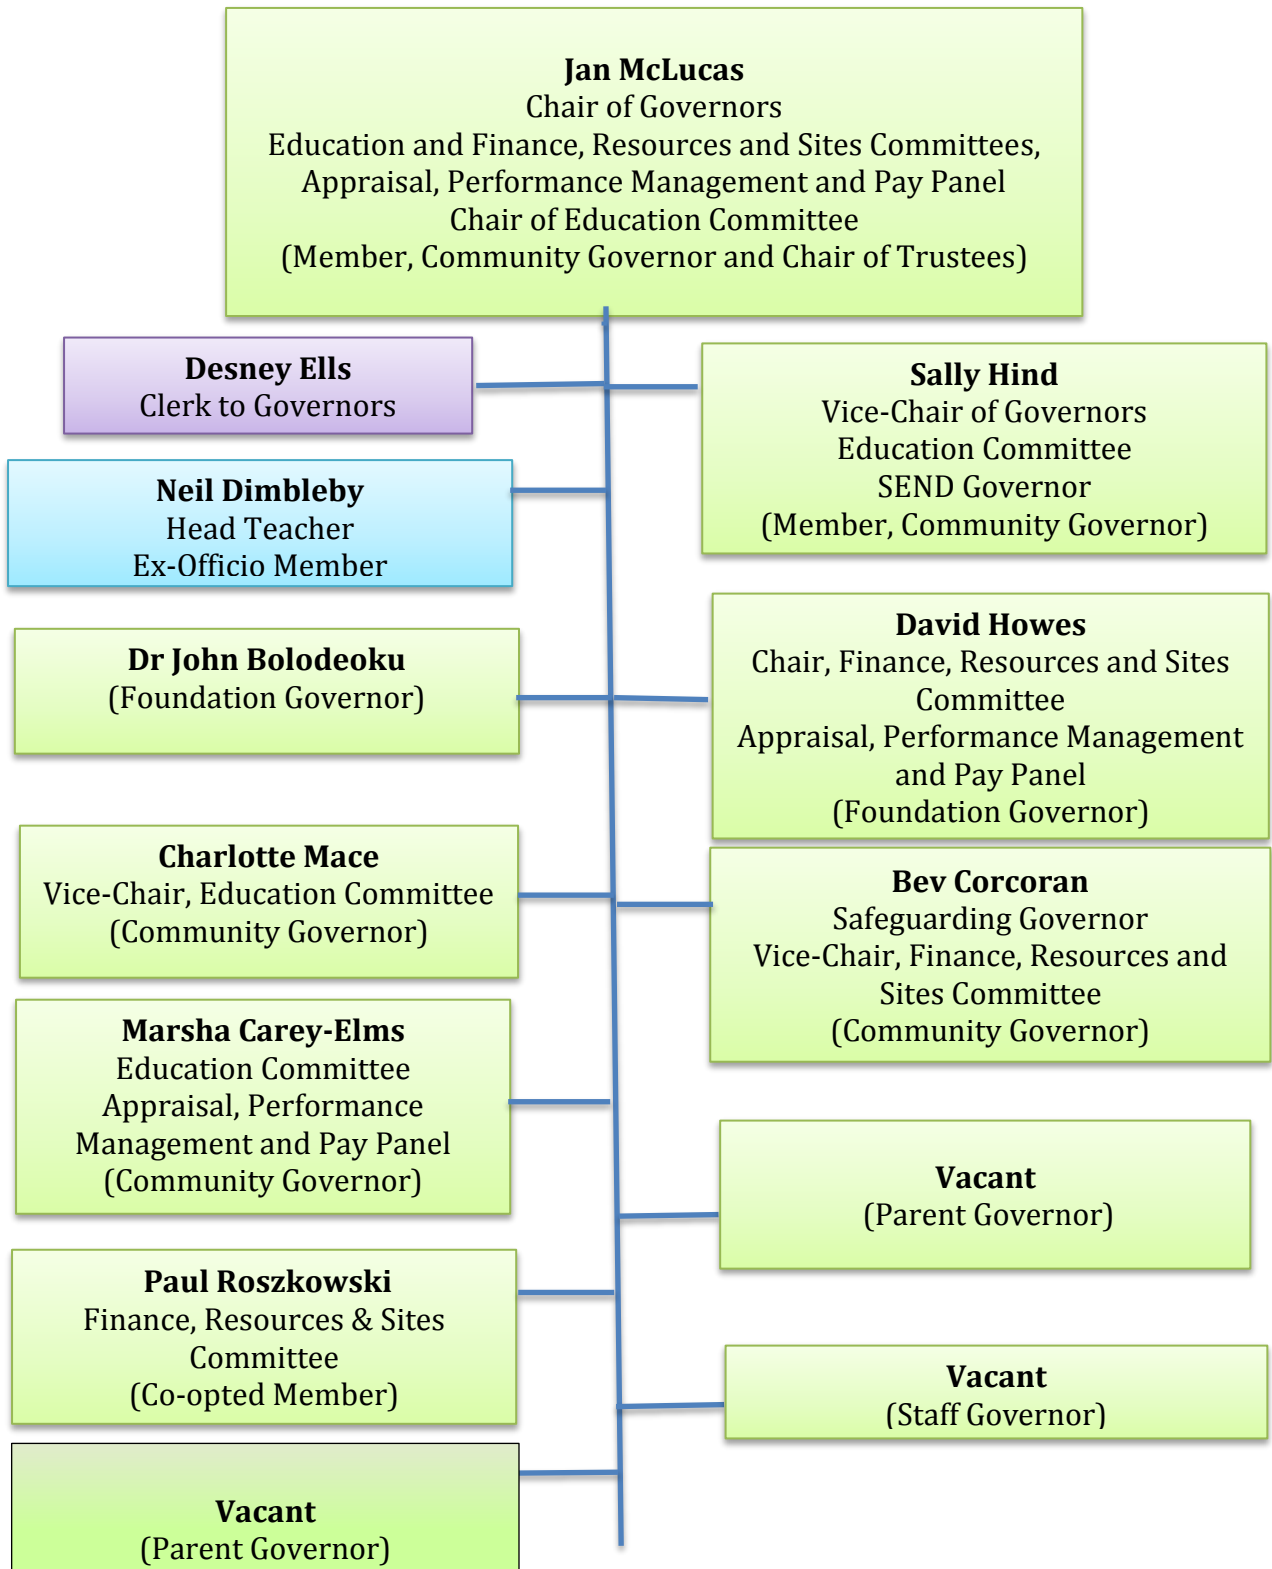 Jan McLucas
Chair of Governors
Education and Finance, Resources and Sites Committees,
Appraisal, Performance Management and Pay Panel
Chair of Education Committee
(Member, Community Governor and Chair of Trustees)
Desney Ells
Clerk to Governors
Sally Hind
Vice-Chair of Governors
Education Committee
SEND Governor
(Member, Community Governor)
Neil Dimbleby
Head Teacher
Ex-Officio Member
Dr John Bolodeoku
(Foundation Governor)
David Howes
Chair, Finance, Resources and Sites
Committee
Appraisal, Performance Management
and Pay Panel
(Foundation Governor)
Charlotte Mace
Vice-Chair, Education Committee
(Community Governor)
Bev Corcoran
Safeguarding Governor
Vice-Chair, Finance, Resources and
Sites Committee
(Community Governor)
Marsha Carey-Elms
Education Committee
Appraisal, Performance
Management and Pay Panel
(Community Governor)
Vacant
(Parent Governor)
Paul Roszkowski
Finance, Resources & Sites
Committee
(Co-opted Member)
Vacant
(Staff Governor)
Vacant
(Parent Governor)